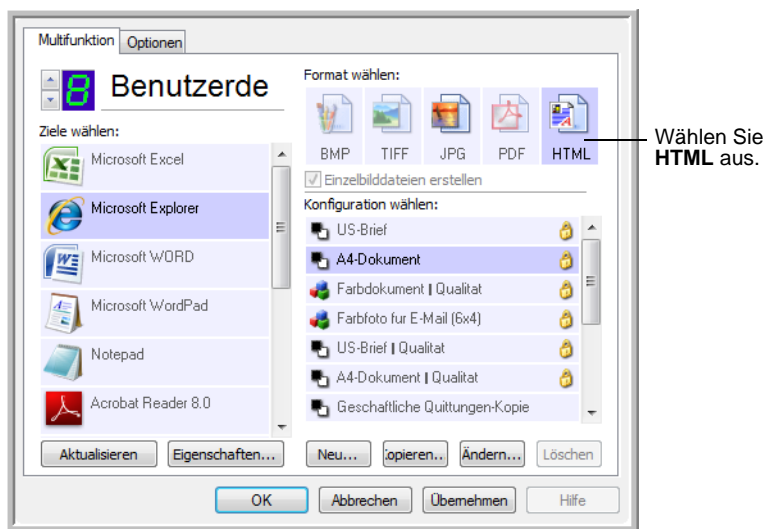 Multifunktion Optionen
8 Benutzerde
Ziele wählen:
Microsoft Excel
Microsoft Explorer
Microsoft WORD
Microsoft WordPad
Notepad
Acrobat Reader 8.0
Aktualisieren Eigenschaften...
Format wählen:
BMP TIFF JPG PDF HTML
Einzelbilddateien erstellen
Konfiguration wählen:
US-Brief
A4-Dokument
Farbdokument | Qualitat
Farbfoto fur E-Mail (6x4)
US-Brief | Qualitat
A4-Dokument | Qualitat
Geschaftliche Quittungen-Kopie
Neu... opieren... Ändern... Löschen
OK Abbrechen Übernehmen Hilfe
Wählen Sie
HTML aus.